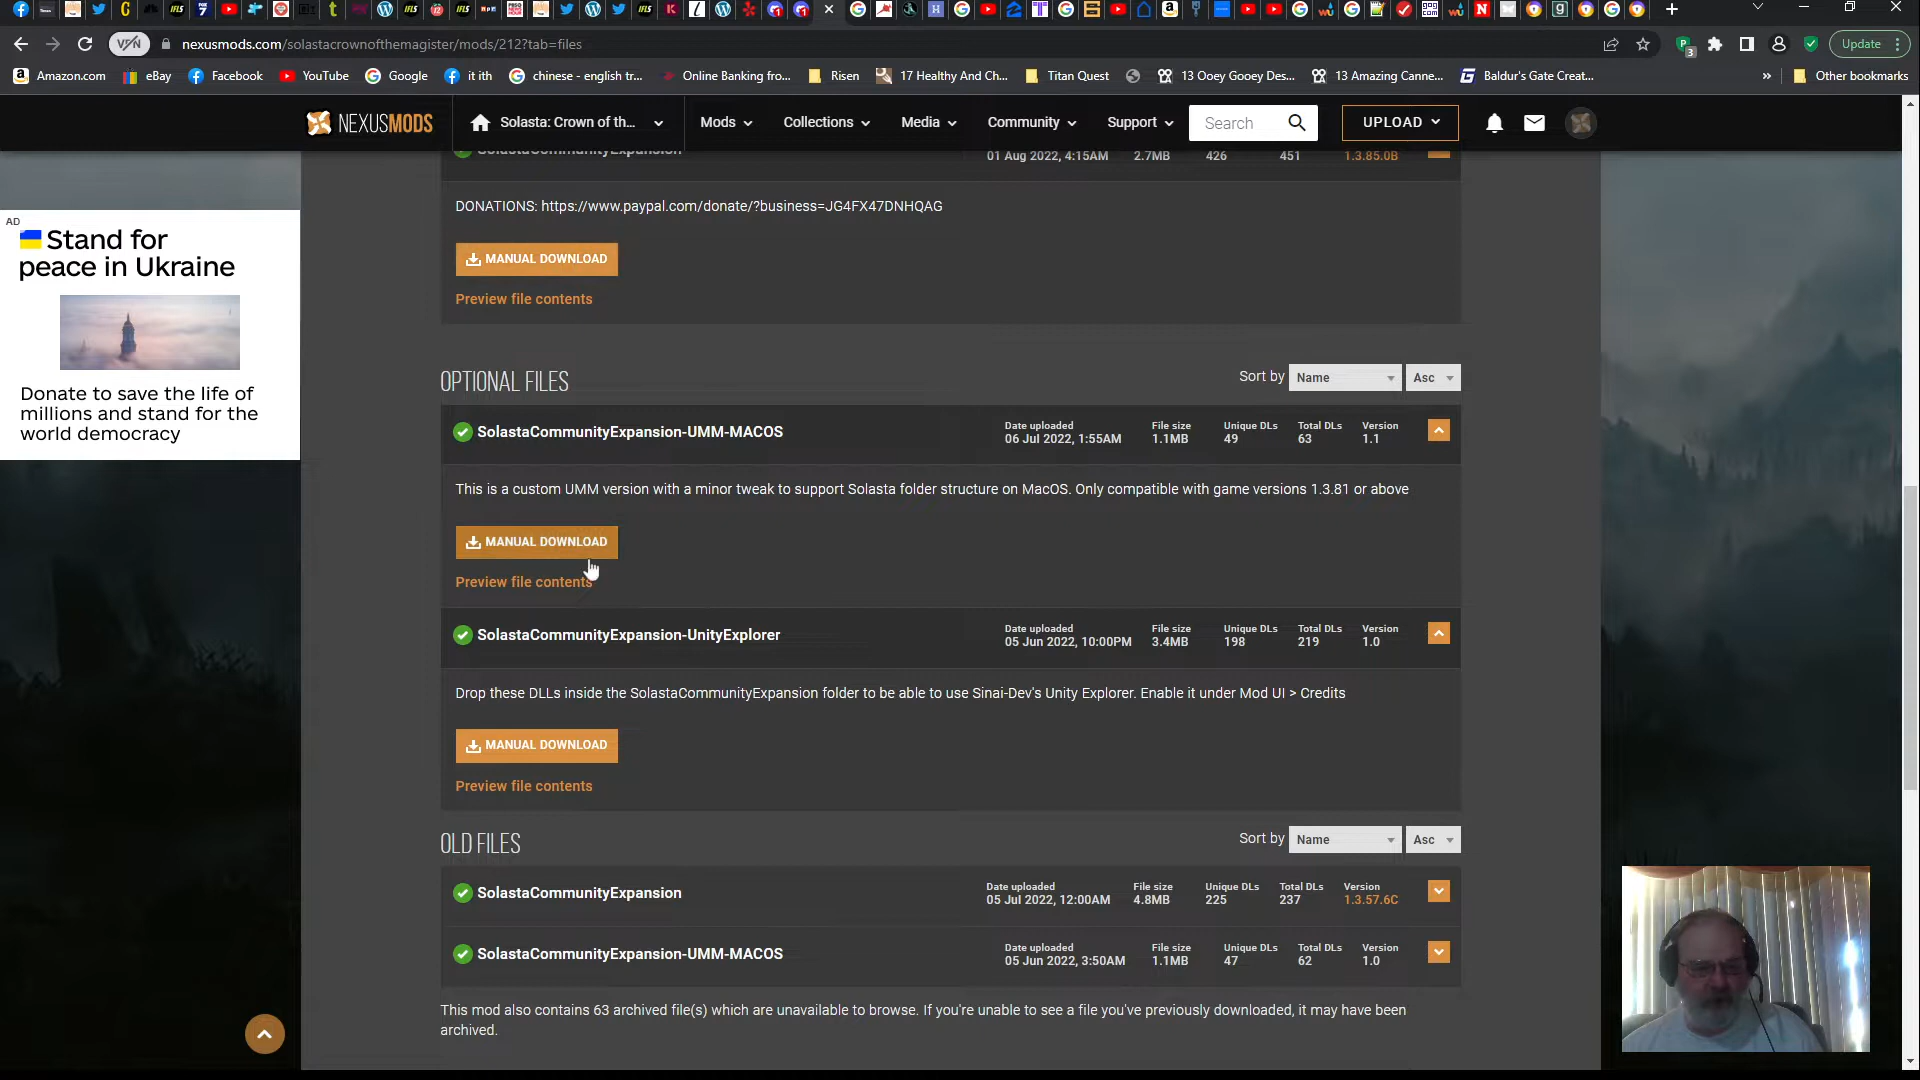 nexusmods.com/solastacrownofthemagister/mods/212?tab=files
Update
Amazon.com eBay Facebook YouTube Google it ith chinese - english tr... Online Banking fro... Risen 17 Healthy And Ch... Titan Quest 13 Ooey Gooey Des... 13 Amazing Canne... Baldur's Gate Creat... » Other bookmarks
NEXUSMODS Solasta: Crown of th... Mods Collections Media Community Support Search UPLOAD
SolastaCommunityExpansion 01 Aug 2022, 4:15AM 2.7MB 426 451 1.3.85.0B
DONATIONS: https://www.paypal.com/donate/?business=JG4FX47DNHQAG
MANUAL DOWNLOAD
Preview file contents
AD
Stand for
peace in Ukraine
Donate to save the life of
millions and stand for the
world democracy
OPTIONAL FILES Sort by Name Asc
SolastaCommunityExpansion-UMM-MACOS
Date uploaded File size Unique DLs Total DLs Version
06 Jul 2022, 1:55AM 1.1MB 49 63 1.1
This is a custom UMM version with a minor tweak to support Solasta folder structure on MacOS. Only compatible with game versions 1.3.81 or above
MANUAL DOWNLOAD
Preview file contents
SolastaCommunityExpansion-UnityExplorer
Date uploaded File size Unique DLs Total DLs Version
05 Jun 2022, 10:00PM 3.4MB 198 219 1.0
Drop these DLLs inside the SolastaCommunityExpansion folder to be able to use Sinai-Dev's Unity Explorer. Enable it under Mod UI > Credits
MANUAL DOWNLOAD
Preview file contents
OLD FILES Sort by Name Asc
SolastaCommunityExpansion
Date uploaded File size Unique DLs Total DLs Version
05 Jul 2022, 12:00AM 4.8MB 225 237 1.3.57.6C
SolastaCommunityExpansion-UMM-MACOS
Date uploaded File size Unique DLs Total DLs Version
05 Jun 2022, 3:50AM 1.1MB 47 62 1.0
This mod also contains 63 archived file(s) which are unavailable to browse. If you're unable to see a file you've previously downloaded, it may have been
archived.